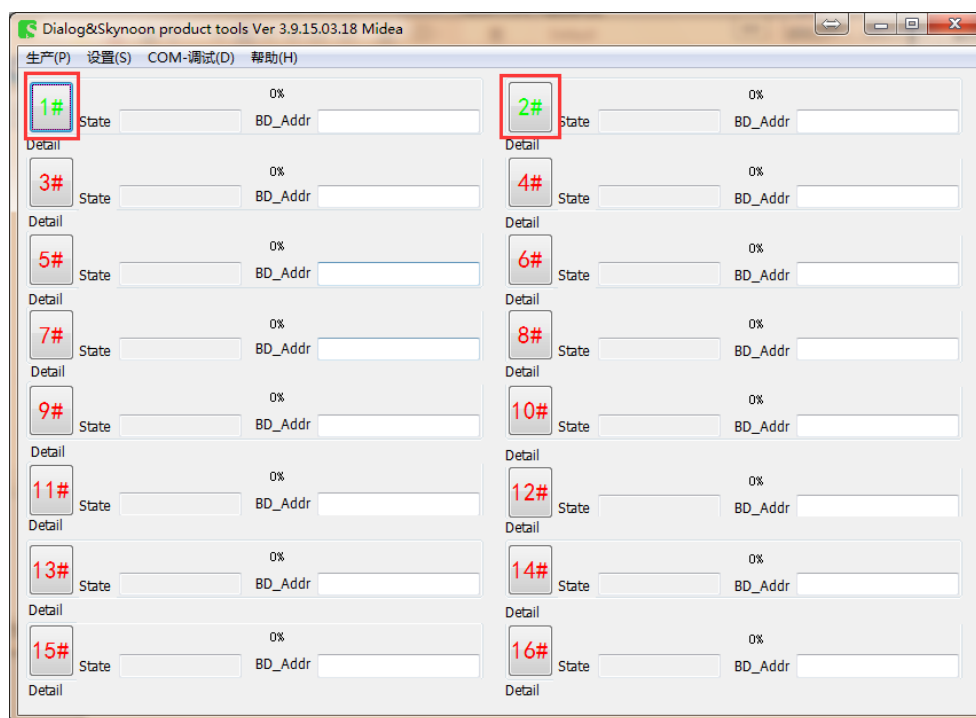 Dialog&Skynoon product tools Ver 3.9.15.03.18 Midea
生产(P) 设置(S) COM-调试(D) 帮助(H)
1# State 0% BD_Addr
Detail
2# State 0% BD_Addr
Detail
3# State 0% BD_Addr
Detail
4# State 0% BD_Addr
Detail
5# State 0% BD_Addr
Detail
6# State 0% BD_Addr
Detail
7# State 0% BD_Addr
Detail
8# State 0% BD_Addr
Detail
9# State 0% BD_Addr
Detail
10# State 0% BD_Addr
Detail
11# State 0% BD_Addr
Detail
12# State 0% BD_Addr
Detail
13# State 0% BD_Addr
Detail
14# State 0% BD_Addr
Detail
15# State 0% BD_Addr
Detail
16# State 0% BD_Addr
Detail